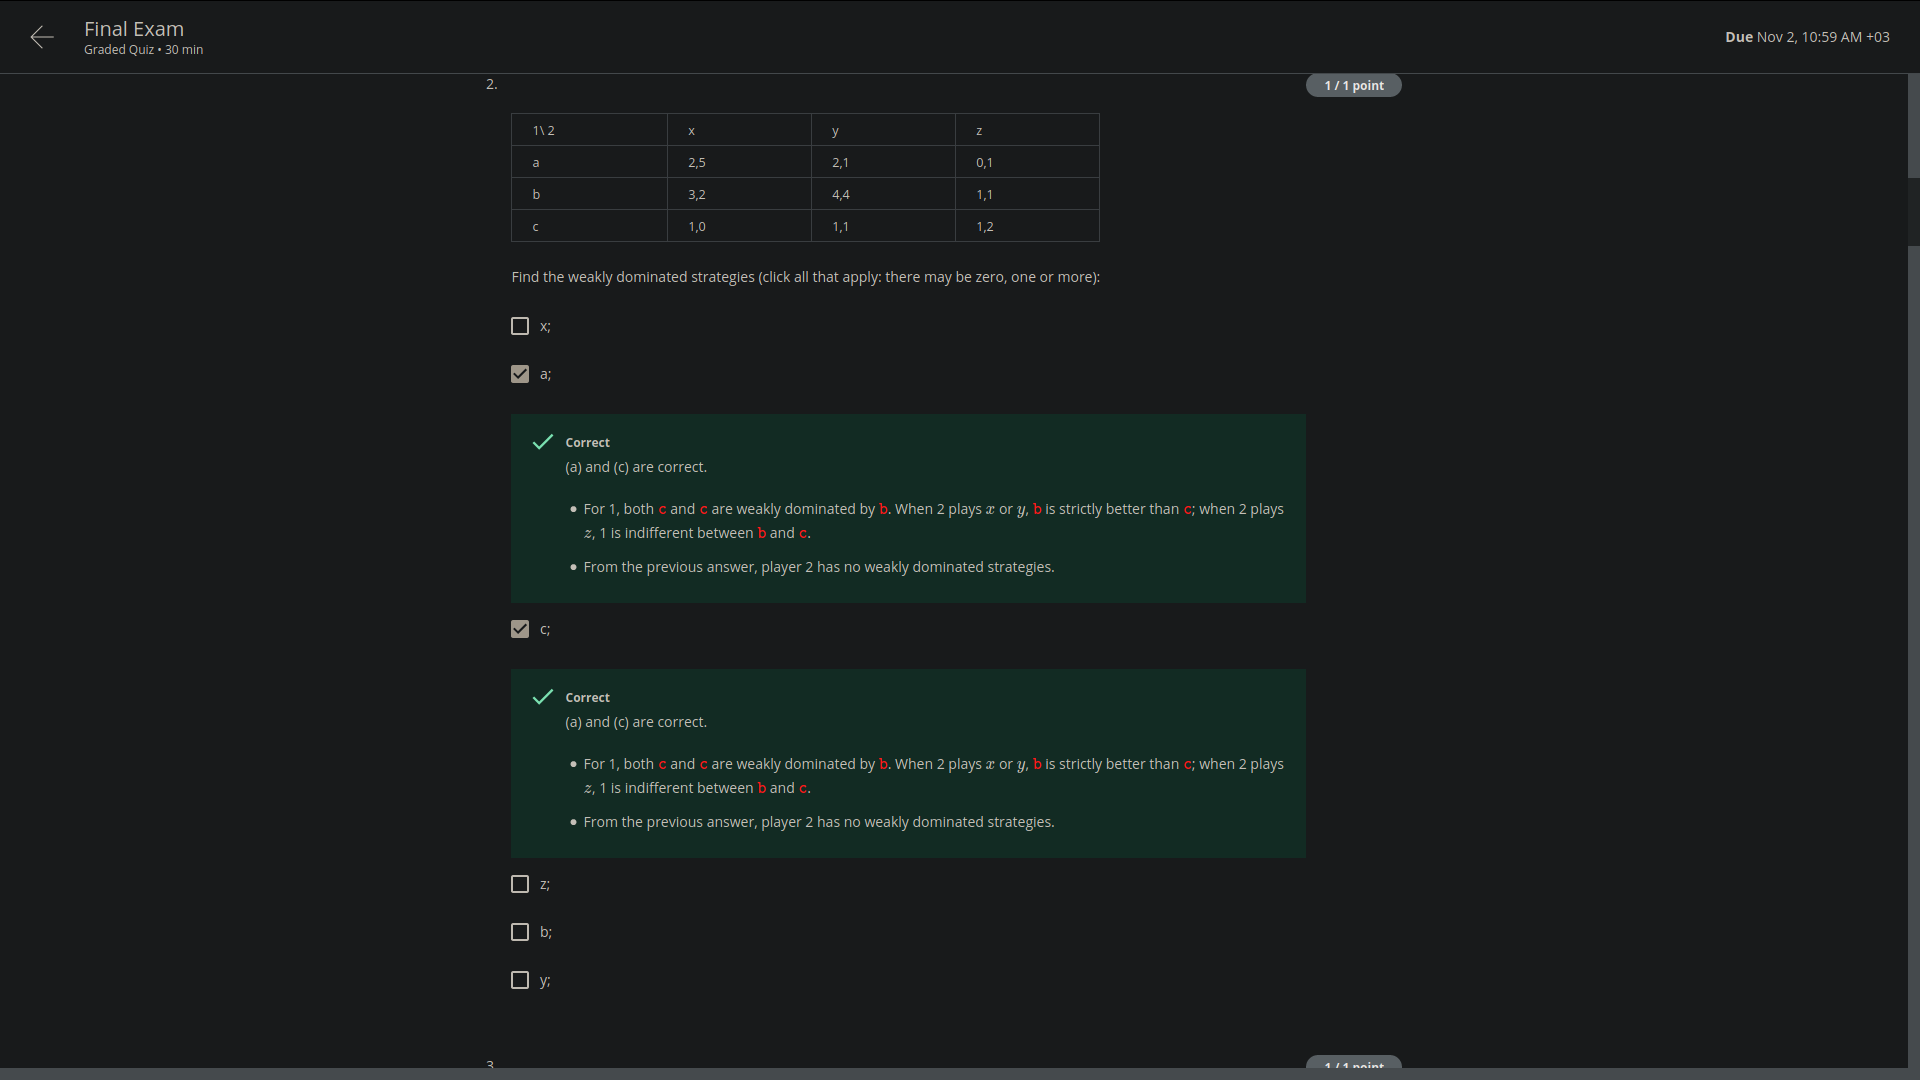 Final Exam
Graded Quiz • 30 min
Due Nov 2, 10:59 AM +03
2.
1 / 1 point
1\ 2 x y z
a 2,5 2,1 0,1
b 3,2 4,4 1,1
c 1,0 1,1 1,2
Find the weakly dominated strategies (click all that apply: there may be zero, one or more):
x;
a;
Correct
(a) and (c) are correct.
• For 1, both c and c are weakly dominated by b. When 2 plays x or y, b is strictly better than c; when 2 plays
z, 1 is indifferent between b and c.
• From the previous answer, player 2 has no weakly dominated strategies.
c;
Correct
(a) and (c) are correct.
• For 1, both c and c are weakly dominated by b. When 2 plays x or y, b is strictly better than c; when 2 plays
z, 1 is indifferent between b and c.
• From the previous answer, player 2 has no weakly dominated strategies.
z;
b;
y;
3.
1 / 1 point